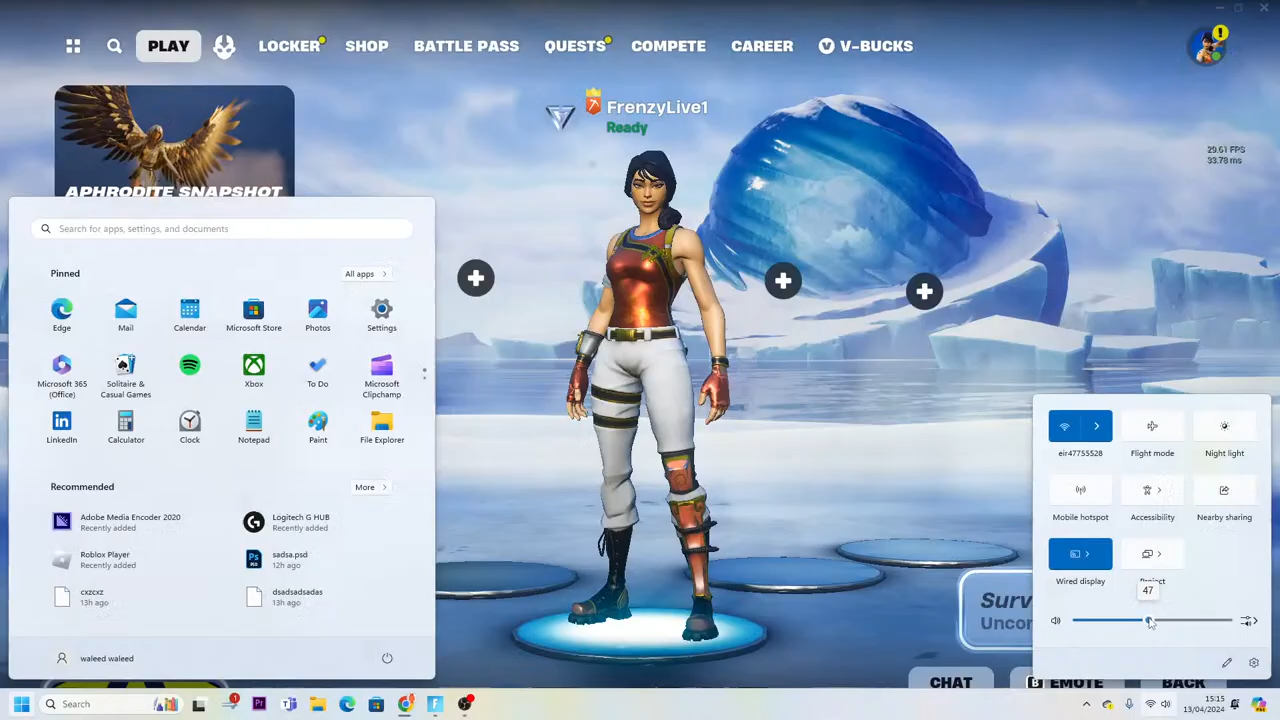 PLAY
LOCKER
SHOP
BATTLE PASS
QUESTS
COMPETE
CAREER
V-BUCKS
FrenzyLive1
Ready
29.61 FPS
33.78 ms
APHRODITE SNAPSHOT
Search for apps, settings, and documents
Pinned
All apps
Edge
Mail
Calendar
Microsoft Store
Photos
Settings
Microsoft 365
(Office)
Solitaire &
Casual Games
Xbox
To Do
Microsoft
Clipchamp
LinkedIn
Calculator
Clock
Notepad
Paint
File Explorer
Recommended
More
Adobe Media Encoder 2020
Recently added
Logitech G HUB
Recently added
Roblox Player
Recently added
sadsa.psd
12h ago
cxzcxz
13h ago
dsadsadsadas
13h ago
waleed waleed
eir47755528
Flight mode
Night light
Mobile hotspot
Accessibility
Nearby sharing
Wired display
Project
47
Surv
Uncon
CHAT
B
EMOTE
BACK
Search
15:15
13/04/2024